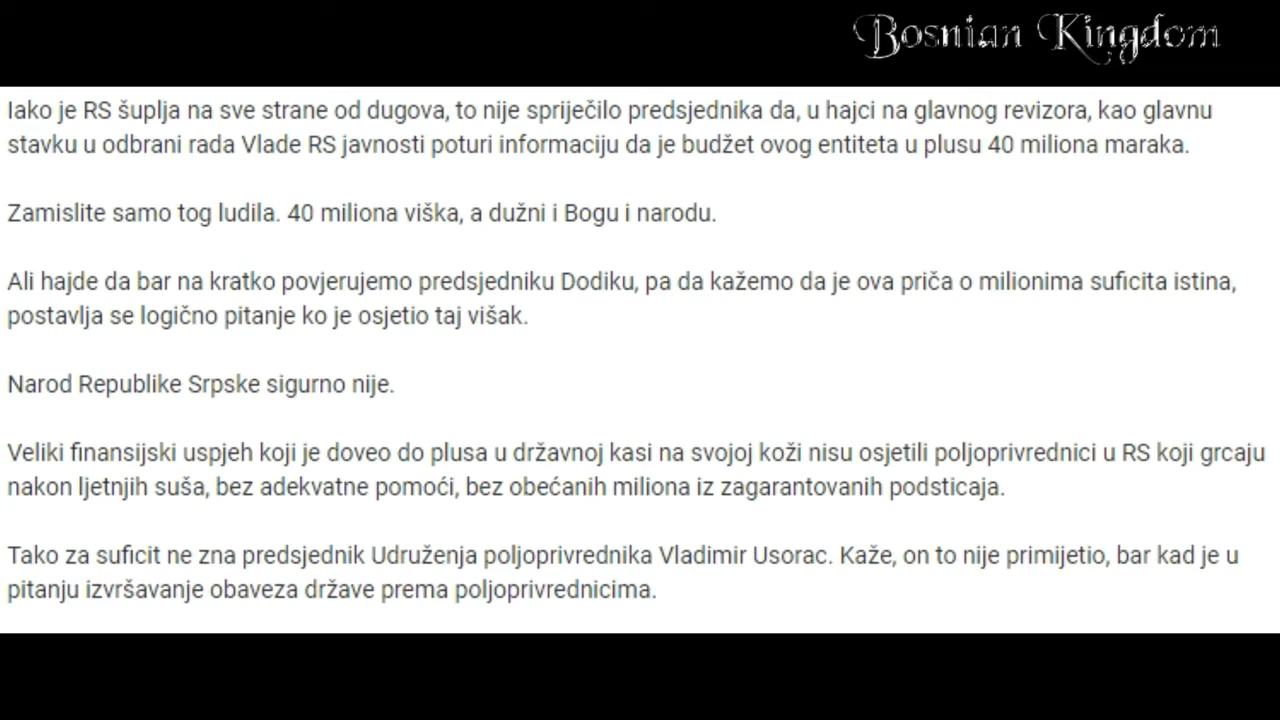 Bosnian Kingdom
Iako je RS šuplja na sve strane od dugova, to nije spriječilo predsjednika da, u hajci na glavnog revizora, kao glavnu
stavku u odbrani rada Vlade RS javnosti poturi informaciju da je budžet ovog entiteta u plusu 40 miliona maraka.
Zamislite samo tog ludila. 40 miliona viška, a dužni i Bogu i narodu.
Ali hajde da bar na kratko povjerujemo predsjedniku Dodiku, pa da kažemo da je ova priča o milionima suficita istina,
postavlja se logično pitanje ko je osjetio taj višak.
Narod Republike Srpske sigurno nije.
Veliki finansijski uspjeh koji je doveo do plusa u državnoj kasi na svojoj koži nisu osjetili poljoprivrednici u RS koji grcaju
nakon ljetnjih suša, bez adekvatne pomoći, bez obećanih miliona iz zagarantovanih podsticaja.
Tako za suficit ne zna predsjednik Udruženja poljoprivrednika Vladimir Usorac. Kaže, on to nije primijetio, bar kad je u
pitanju izvršavanje obaveza države prema poljoprivrednicima.